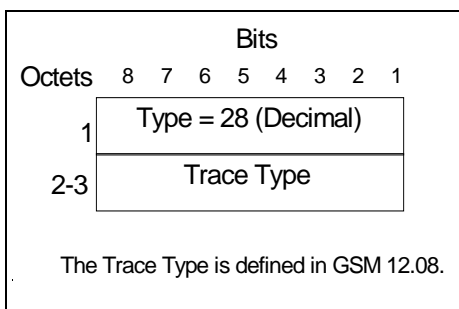 Bits
Octets 8 7 6 5 4 3 2 1
1 Type = 28 (Decimal)
2-3 Trace Type
The Trace Type is defined in GSM 12.08.